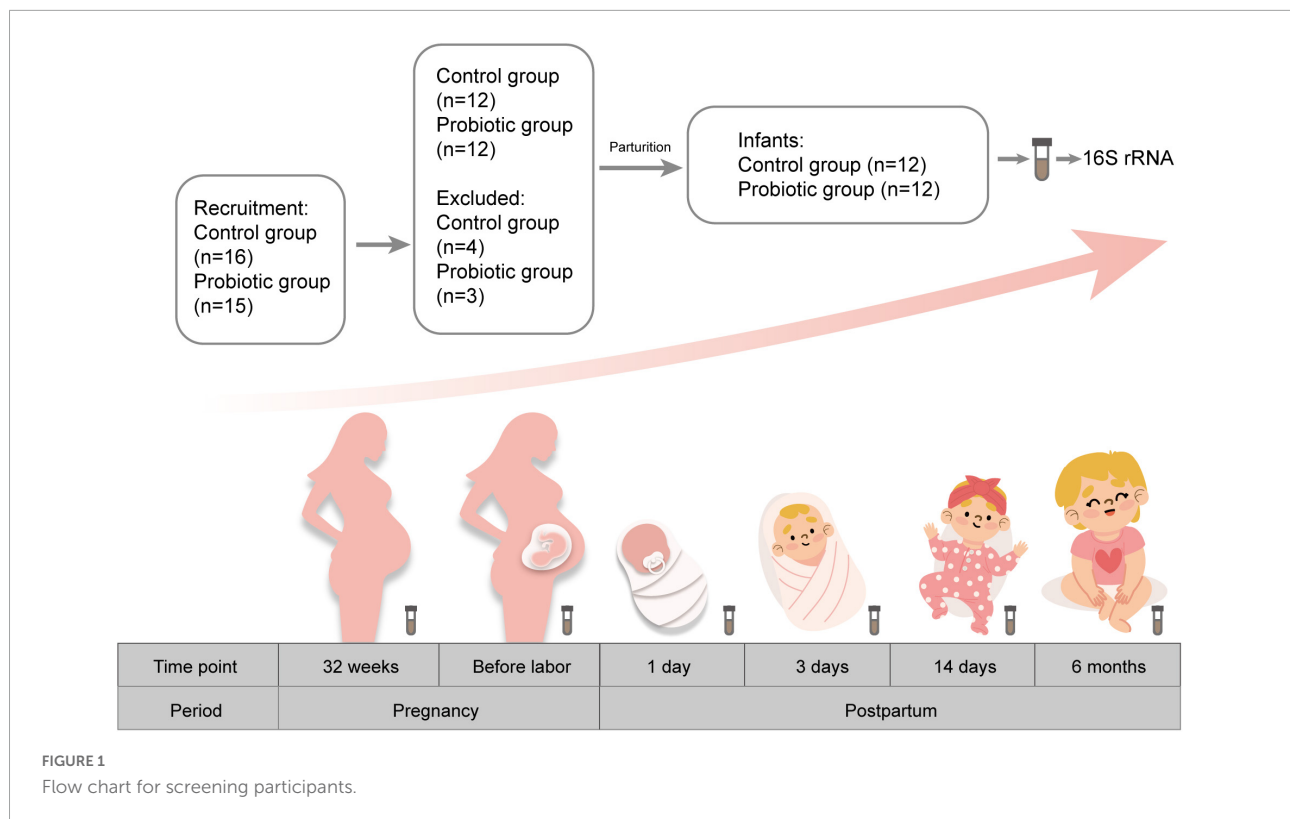 Recruitment:
Control group
(n=16)
Probiotic group
(n=15)
Control group
(n=12)
Probiotic group
(n=12)
Excluded:
Control group
(n=4)
Probiotic group
(n=3)
Parturition
Infants:
Control group (n=12)
Probiotic group (n=12)
16S rRNA
Time point 32 weeks Before labor 1 day 3 days 14 days 6 months
Period Pregnancy Postpartum
FIGURE 1
Flow chart for screening participants.